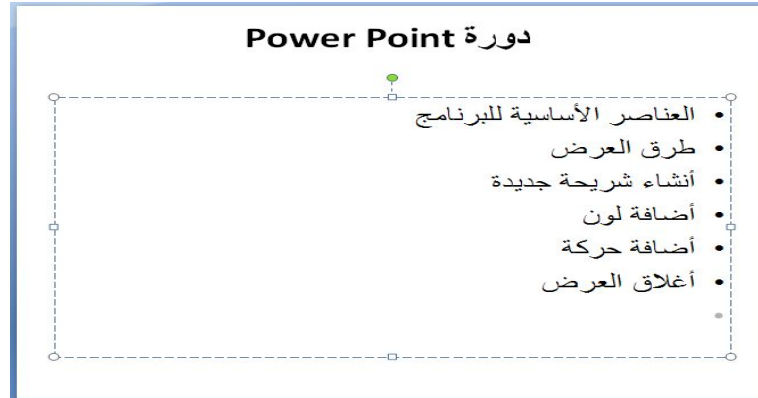 دورة Power Point
• العناصر الأساسية للبرنامج
• طرق العرض
• أنشاء شريحة جديدة
• أضافة لون
• أضافة حركة
• أغلاق العرض